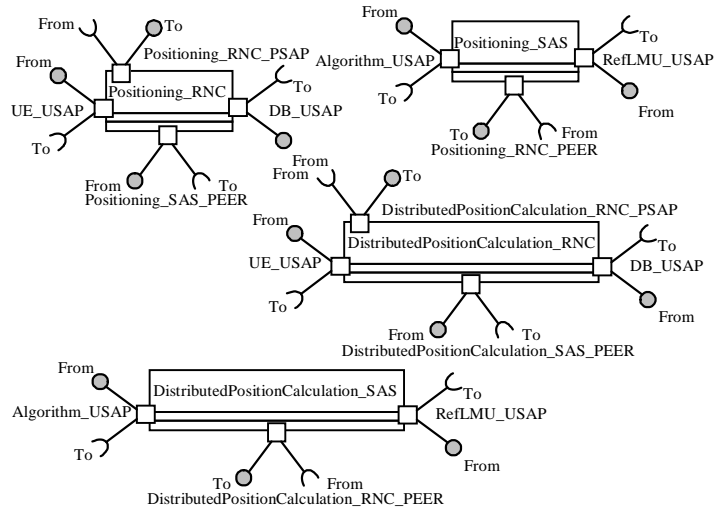 From
To
Positioning_RNC_PSAP
From
Positioning_RNC
To
UE_USAP
DB_USAP
To
From
From
To
Positioning_SAS_PEER
From
To
Positioning_SAS
Algorithm_USAP
RefLMU_USAP
To
From
To
From
Positioning_RNC_PEER
From
To
DistributedPositionCalculation_RNC_PSAP
From
DistributedPositionCalculation_RNC
To
UE_USAP
DB_USAP
To
From
From
To
DistributedPositionCalculation_SAS_PEER
From
To
DistributedPositionCalculation_SAS
Algorithm_USAP
RefLMU_USAP
To
From
To
From
DistributedPositionCalculation_RNC_PEER